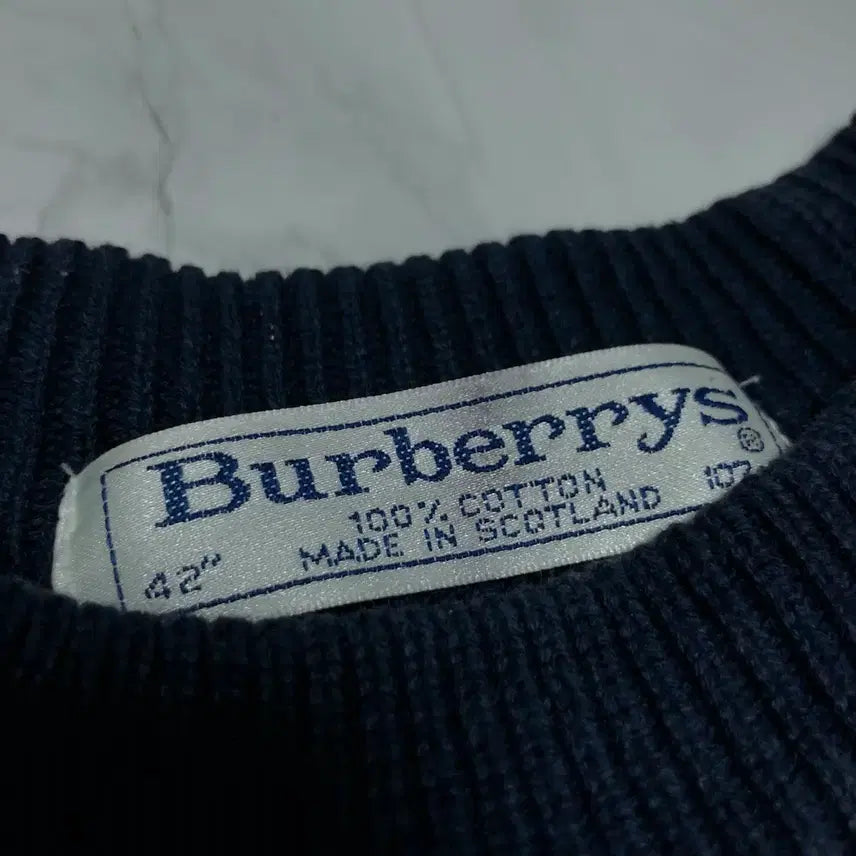 Burberrys®
100% COTTON
MADE IN SCOTLAND
42"